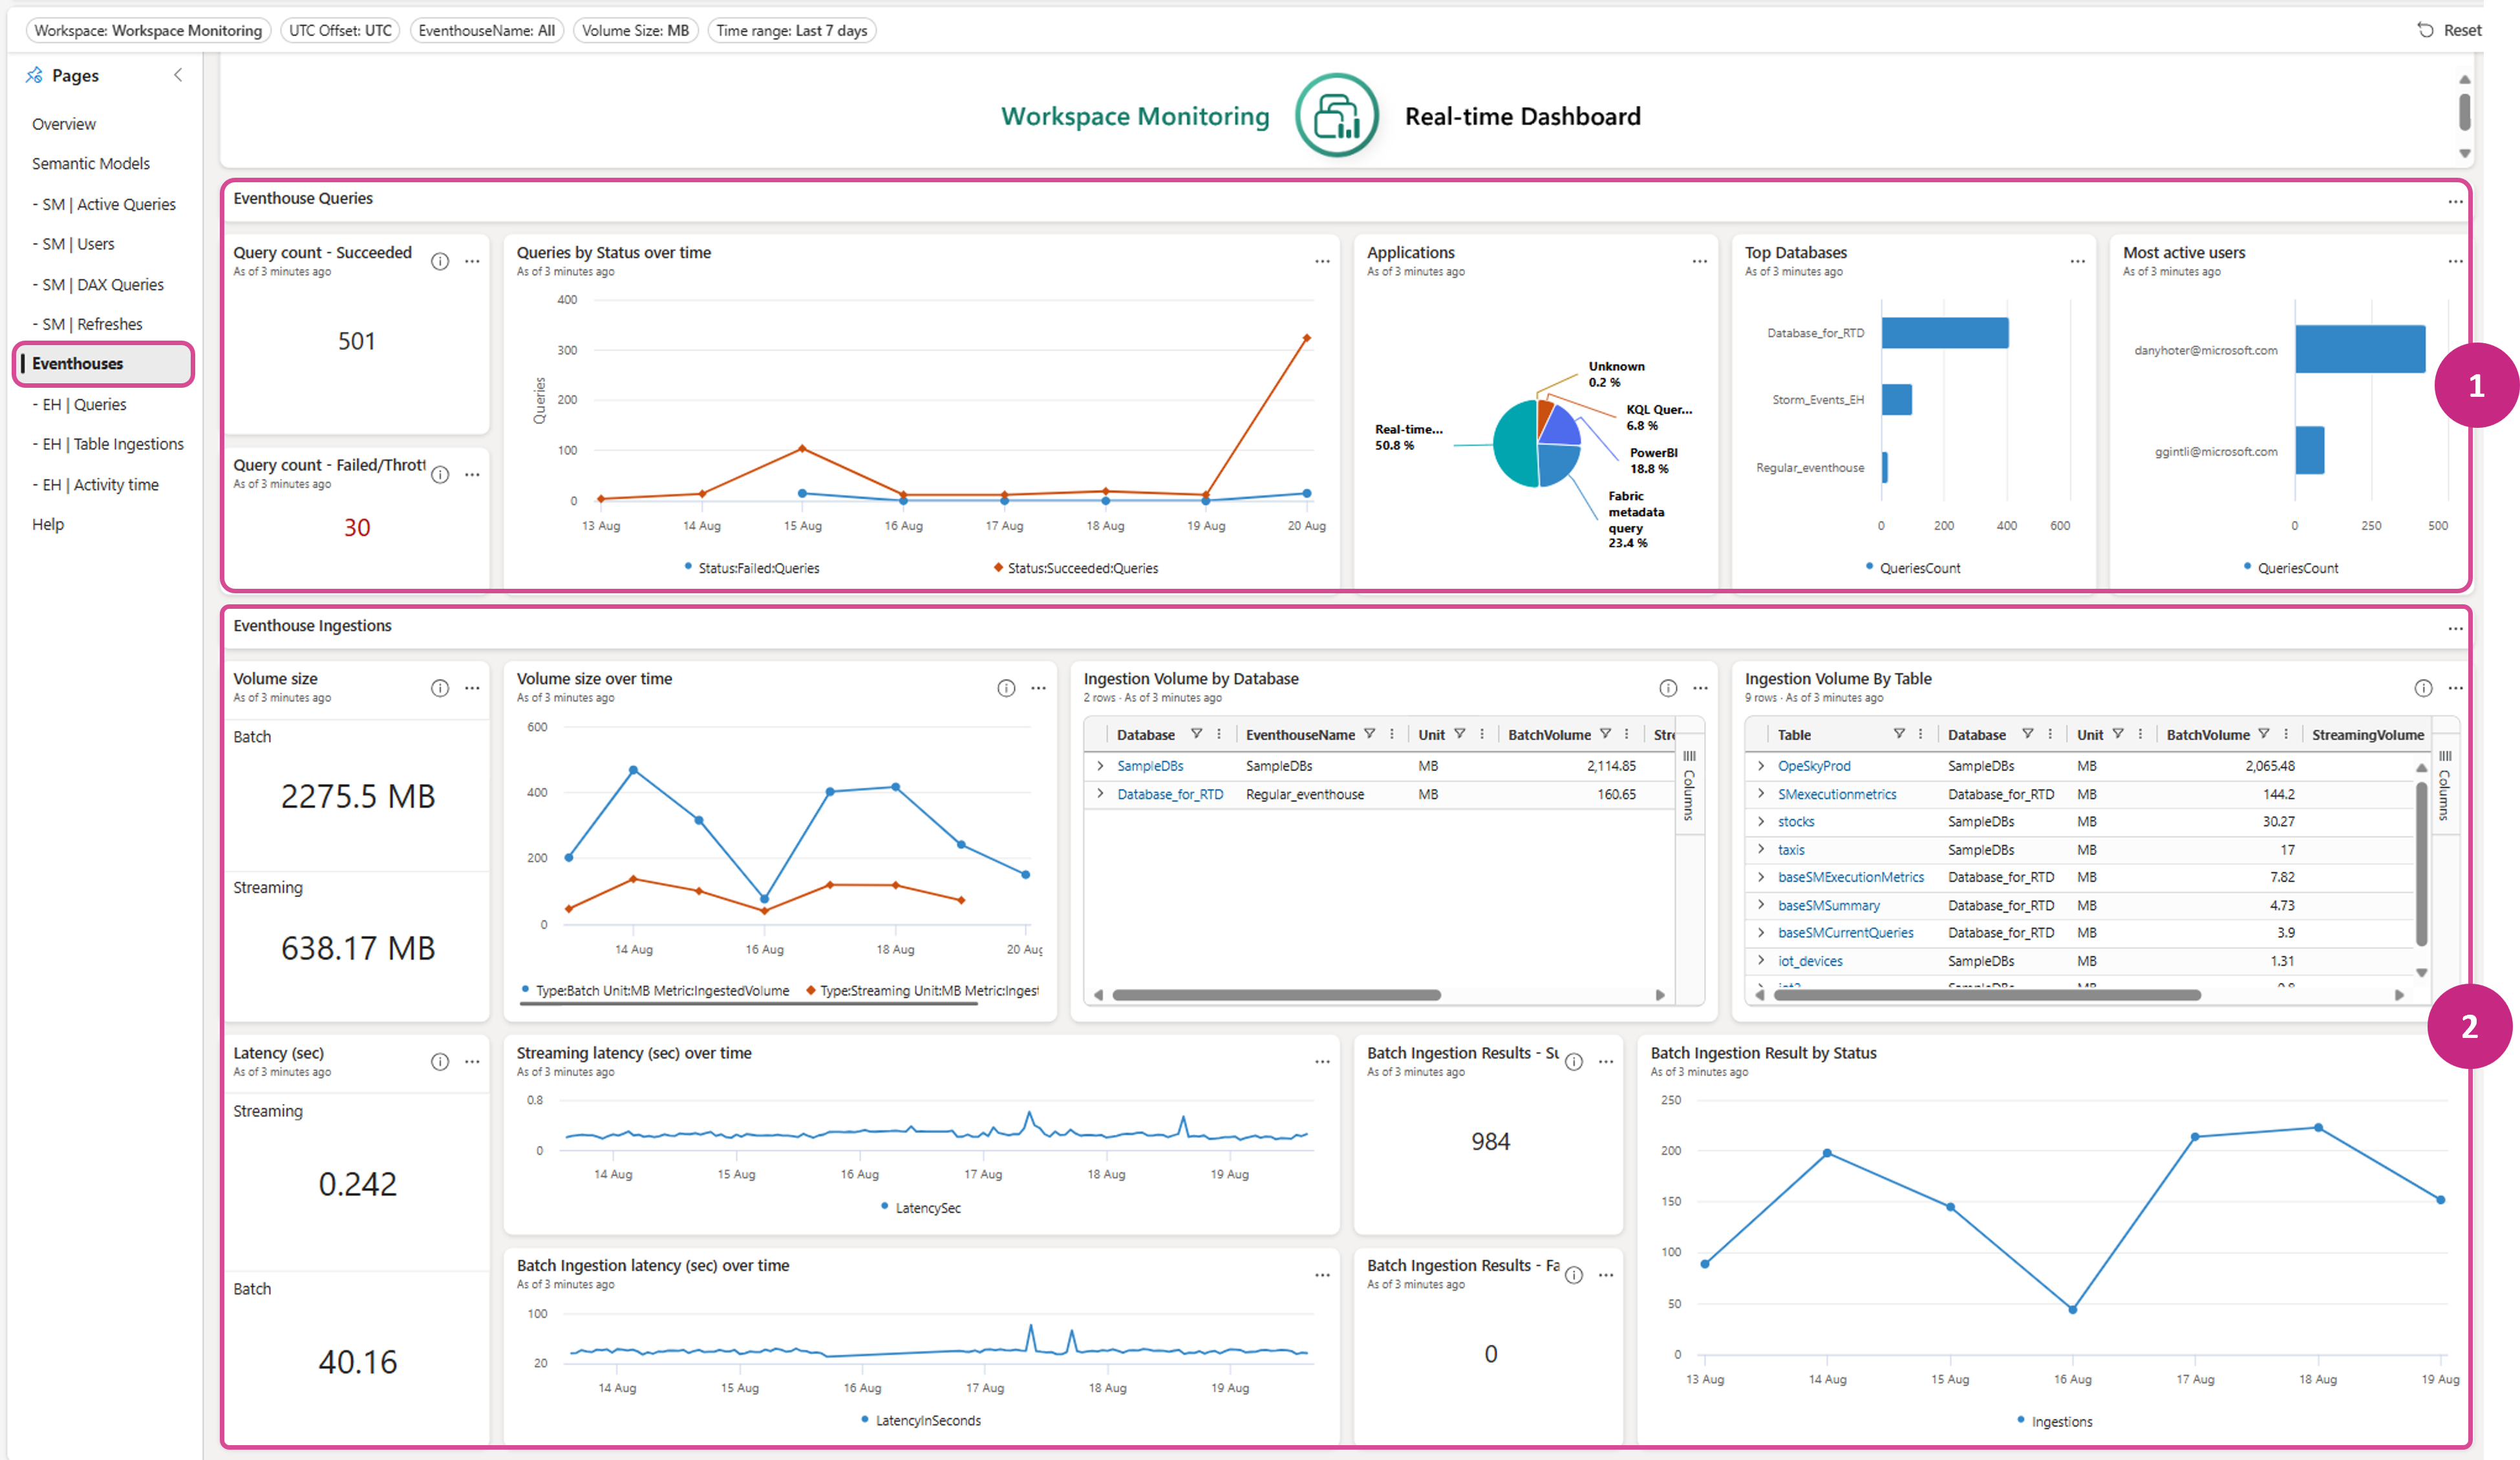 Workspace: Workspace Monitoring
UTC Offset: UTC
EventhouseName: All
Volume Size: MB
Time range: Last 7 days
Reset
Pages
Overview
Semantic Models
- SM | Active Queries
- SM | Users
- SM | DAX Queries
- SM | Refreshes
Eventhouses
- EH | Queries
- EH | Table Ingestions
- EH | Activity time
Help
Workspace Monitoring
Real-time Dashboard
Eventhouse Queries
Query count - Succeeded
As of 3 minutes ago
501
Query count - Failed/Thrott
As of 3 minutes ago
30
Queries by Status over time
As of 3 minutes ago
Queries
400
300
200
100
0
13 Aug 14 Aug 15 Aug 16 Aug 17 Aug 18 Aug 19 Aug 20 Aug
Status:Failed:Queries Status:Succeeded:Queries
Applications
As of 3 minutes ago
Unknown
0.2 %
KQL Quer...
6.8 %
PowerBI
18.8 %
Fabric
metadata
query
23.4 %
Real-time...
50.8 %
Top Databases
As of 3 minutes ago
Database_for_RTD
Storm_Events_EH
Regular_eventhouse
0 200 400 600
QueriesCount
Most active users
As of 3 minutes ago
danyhoter@microsoft.com
ggintli@microsoft.com
0 250 500
QueriesCount
1
Eventhouse Ingestions
Volume size
As of 3 minutes ago
Batch
2275.5 MB
Streaming
638.17 MB
Volume size over time
As of 3 minutes ago
600
400
200
0
14 Aug 16 Aug 18 Aug 20 Aug
Type:Batch Unit:MB Metric:IngestedVolume Type:Streaming Unit:MB Metric:Ingest
Ingestion Volume by Database
2 rows · As of 3 minutes ago
Database EventhouseName Unit BatchVolume Stre
SampleDBs SampleDBs MB 2,114.85
Database_for_RTD Regular_eventhouse MB 160.65
Columns
Ingestion Volume By Table
9 rows · As of 3 minutes ago
Table Database Unit BatchVolume StreamingVolume
OpeSkyProd SampleDBs MB 2,065.48
SMexecutionmetrics Database_for_RTD MB 144.2
stocks SampleDBs MB 30.27
taxis SampleDBs MB 17
baseSMExecutionMetrics Database_for_RTD MB 7.82
baseSMSummary Database_for_RTD MB 4.73
baseSMCurrentQueries Database_for_RTD MB 3.9
iot_devices SampleDBs MB 1.31
Columns
2
Latency (sec)
As of 3 minutes ago
Streaming
0.242
Batch
40.16
Streaming latency (sec) over time
As of 3 minutes ago
0.8
0
14 Aug 15 Aug 16 Aug 17 Aug 18 Aug 19 Aug
LatencySec
Batch Ingestion latency (sec) over time
As of 3 minutes ago
100
20
14 Aug 15 Aug 16 Aug 17 Aug 18 Aug 19 Aug
LatencyInSeconds
Batch Ingestion Results - Su
As of 3 minutes ago
984
Batch Ingestion Results - Fa
As of 3 minutes ago
0
Batch Ingestion Result by Status
As of 3 minutes ago
250
200
150
100
50
0
13 Aug 14 Aug 15 Aug 16 Aug 17 Aug 18 Aug 19 Aug
Ingestions